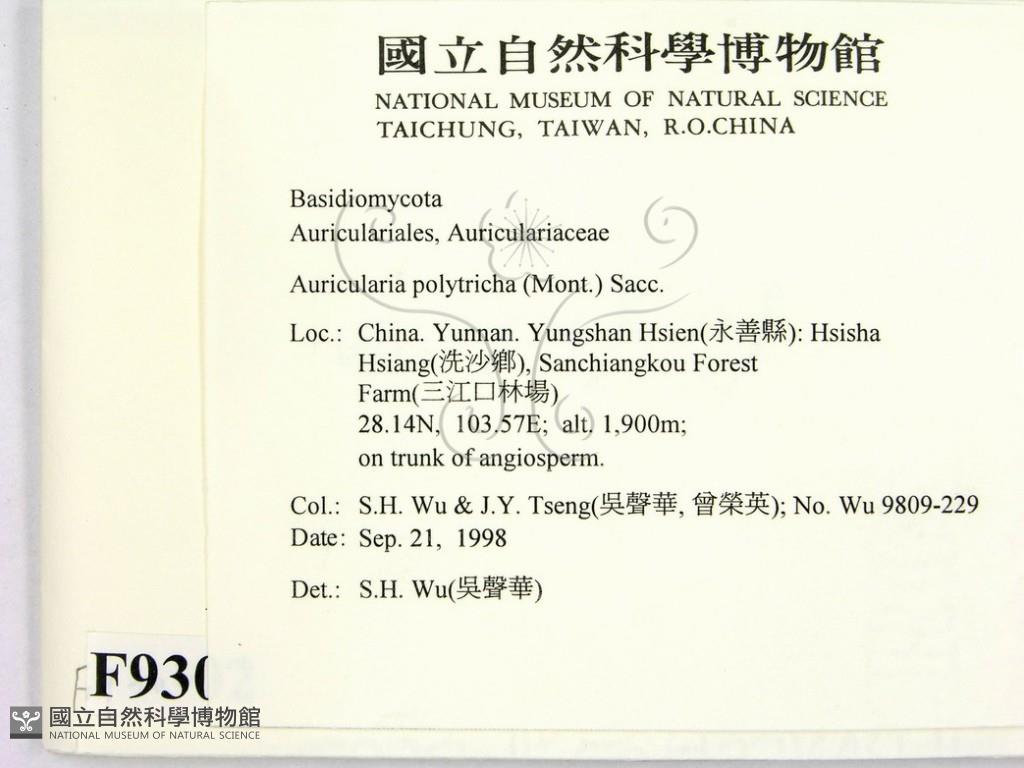 國立自然科學博物館
NATIONAL MUSEUM OF NATURAL SCIENCE
TAICHUNG, TAIWAN, R.O.CHINA
Basidiomycota
Auriculariales, Auriculariaceae
Auricularia polytricha (Mont.) Sacc.
Loc.: China. Yunnan. Yungshan Hsien(永善縣): Hsisha
Hsiang(洗沙鄉), Sanchiangkou Forest
Farm(三江口林場)
28.14N, 103.57E; alt. 1,900m;
on trunk of angiosperm.
Col.: S.H. Wu & J.Y. Tseng(吳聲華, 曾榮英); No. Wu 9809-229
Date: Sep. 21, 1998
Det.: S.H. Wu(吳聲華)
F930
國立自然科學博物館
NATIONAL MUSEUM OF NATURAL SCIENCE